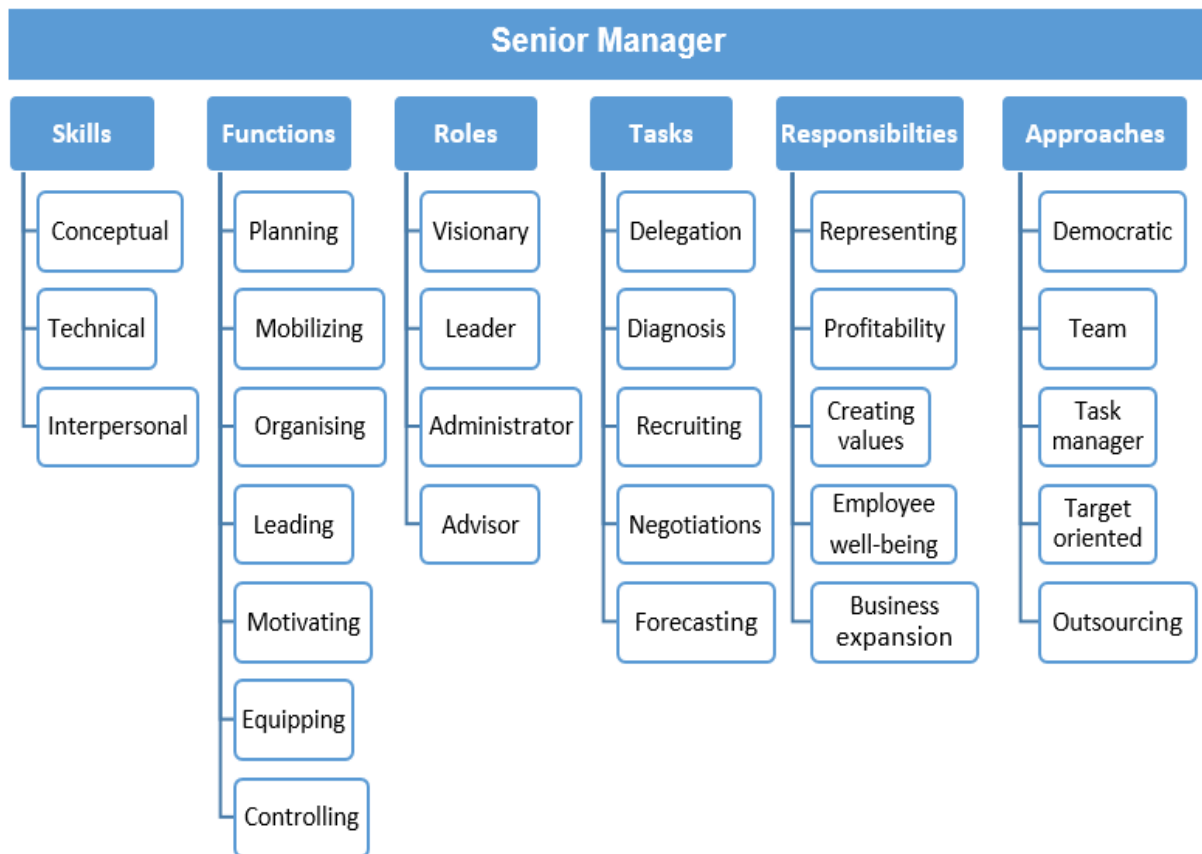 Senior Manager
Skills
Conceptual
Technical
Interpersonal
Functions
Planning
Mobilizing
Organising
Leading
Motivating
Equipping
Controlling
Roles
Visionary
Leader
Administrator
Advisor
Tasks
Delegation
Diagnosis
Recruiting
Negotiations
Forecasting
Responsibilties
Representing
Profitability
Creating
values
Employee
well-being
Business
expansion
Approaches
Democratic
Team
Task
manager
Target
oriented
Outsourcing